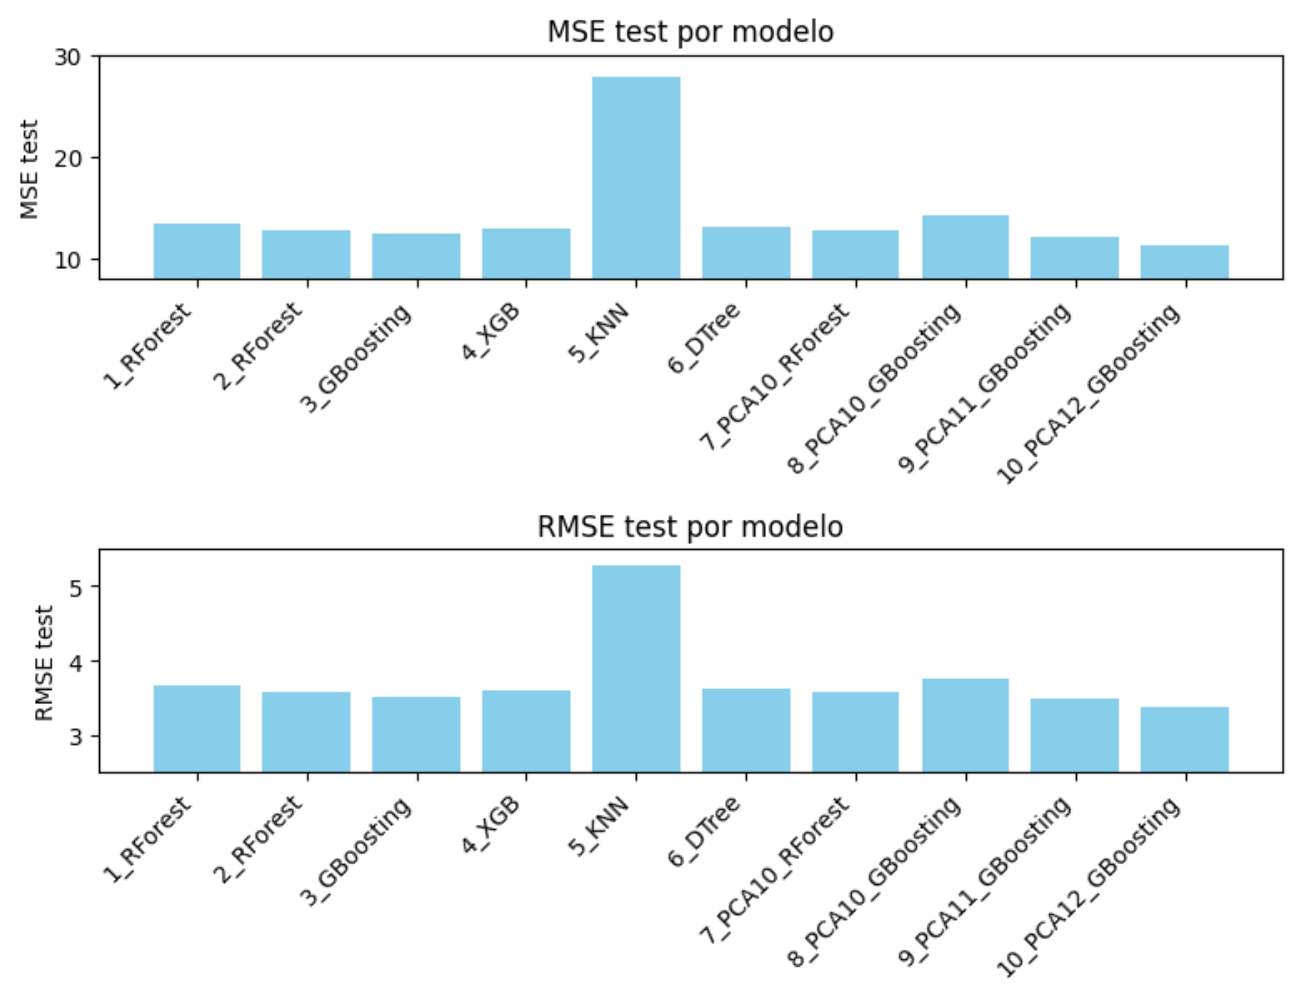 MSE test por modelo
MSE test
30
20
10
1_RForest
2_RForest
3_GBoosting
4_XGB
5_KNN
6_DTree
7_PCA10_RForest
8_PCA10_GBoosting
9_PCA11_GBoosting
10_PCA12_GBoosting
RMSE test por modelo
RMSE test
5
4
3
1_RForest
2_RForest
3_GBoosting
4_XGB
5_KNN
6_DTree
7_PCA10_RForest
8_PCA10_GBoosting
9_PCA11_GBoosting
10_PCA12_GBoosting